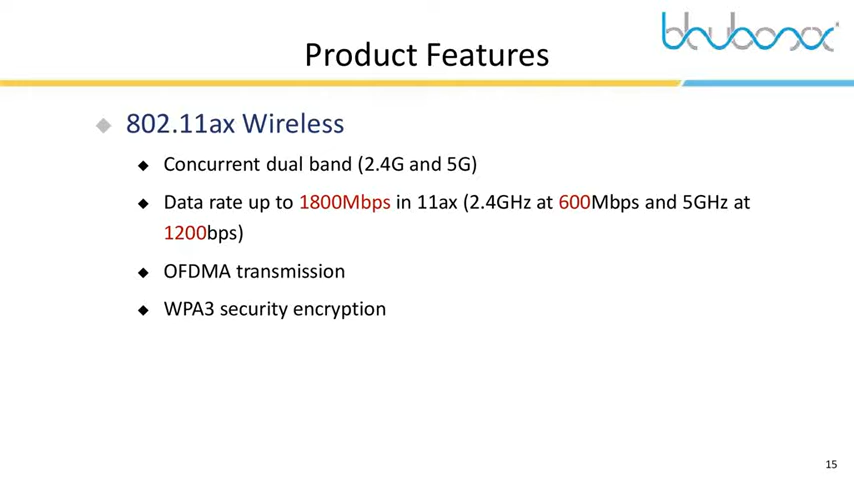 Product Features
802.11ax Wireless
Concurrent dual band (2.4G and 5G)
Data rate up to 1800Mbps in 11ax (2.4GHz at 600Mbps and 5GHz at
1200bps)
OFDMA transmission
WPA3 security encryption
15